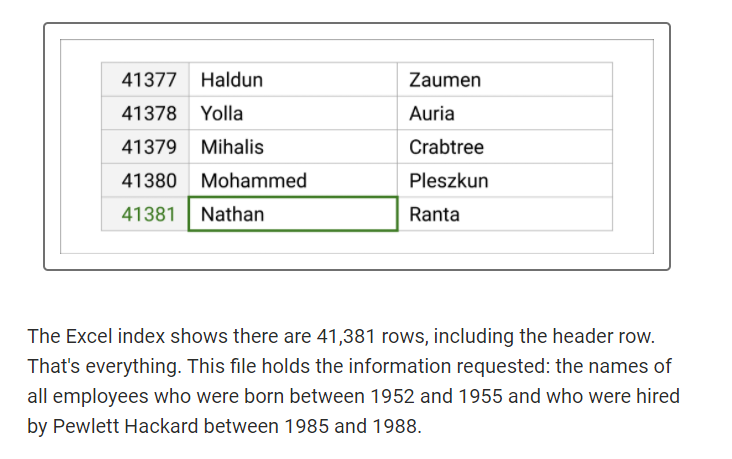 41377 Haldun Zaumen
41378 Yolla Auria
41379 Mihalis Crabtree
41380 Mohammed Pleszkun
41381 Nathan Ranta
The Excel index shows there are 41,381 rows, including the header row.
That's everything. This file holds the information requested: the names of
all employees who were born between 1952 and 1955 and who were hired
by Pewlett Hackard between 1985 and 1988.